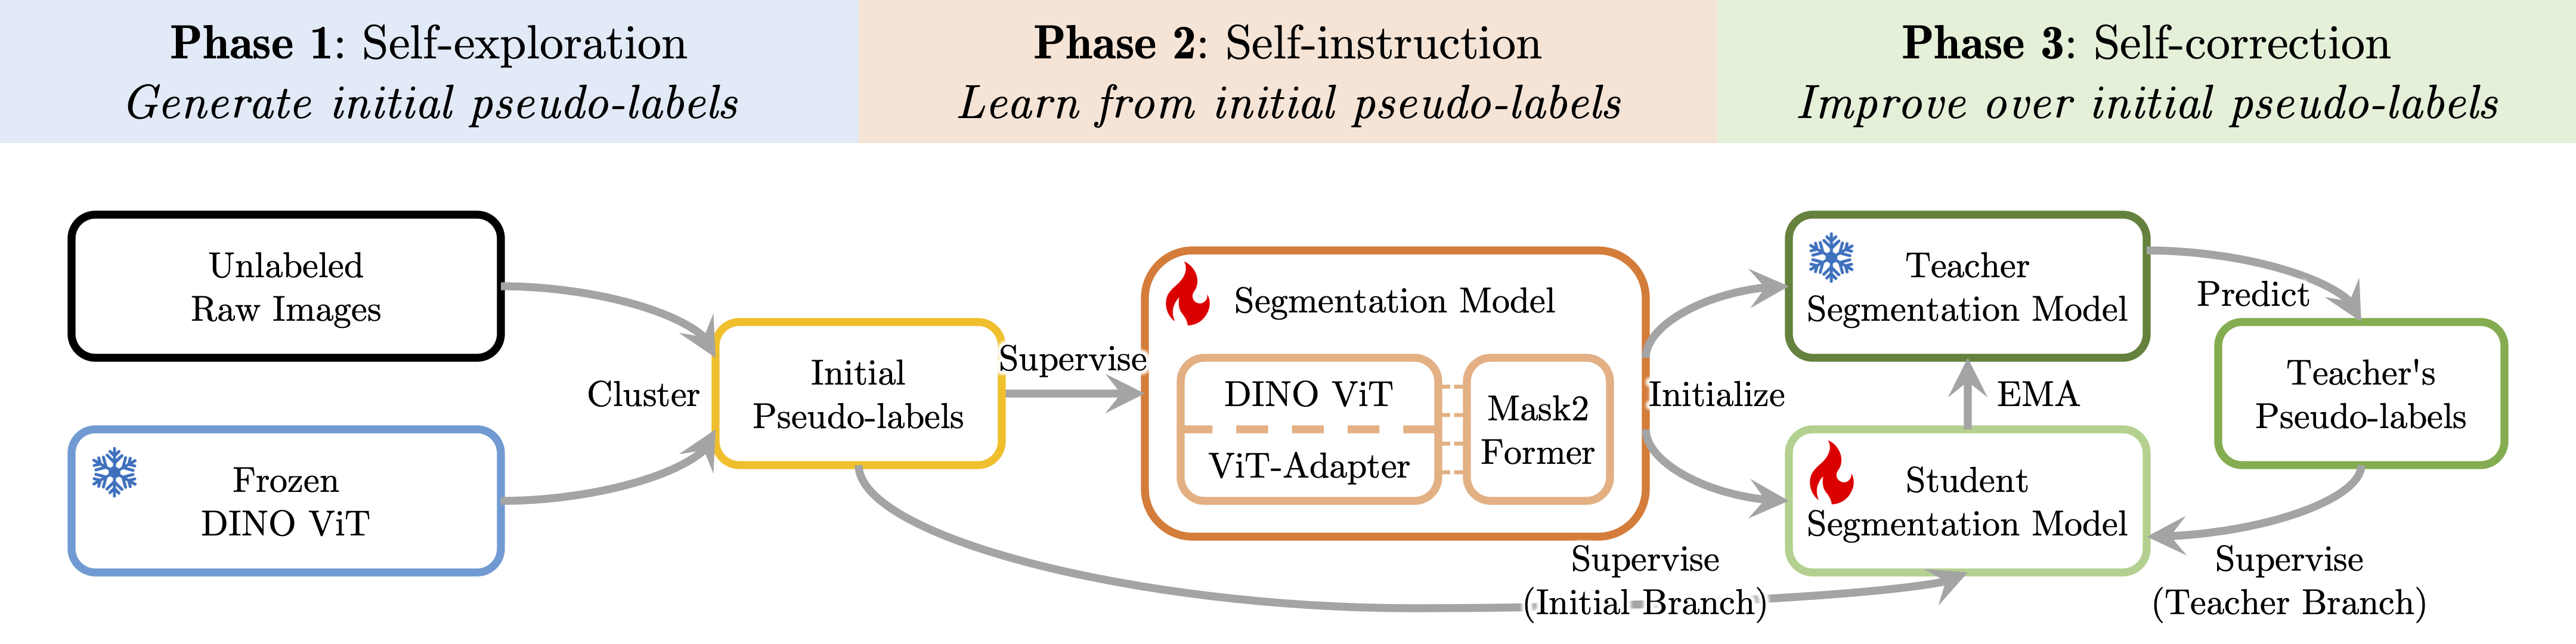 Phase 1: Self-exploration
Generate initial pseudo-labels
Phase 2: Self-instruction
Learn from initial pseudo-labels
Phase 3: Self-correction
Improve over initial pseudo-labels
Unlabeled
Raw Images
Frozen
DINO ViT
Cluster
Initial
Pseudo-labels
Supervise
Segmentation Model
DINO ViT
ViT-Adapter
Mask2
Former
Initialize
Teacher
Segmentation Model
EMA
Student
Segmentation Model
Predict
Teacher's
Pseudo-labels
Supervise
(Initial Branch)
Supervise
(Teacher Branch)